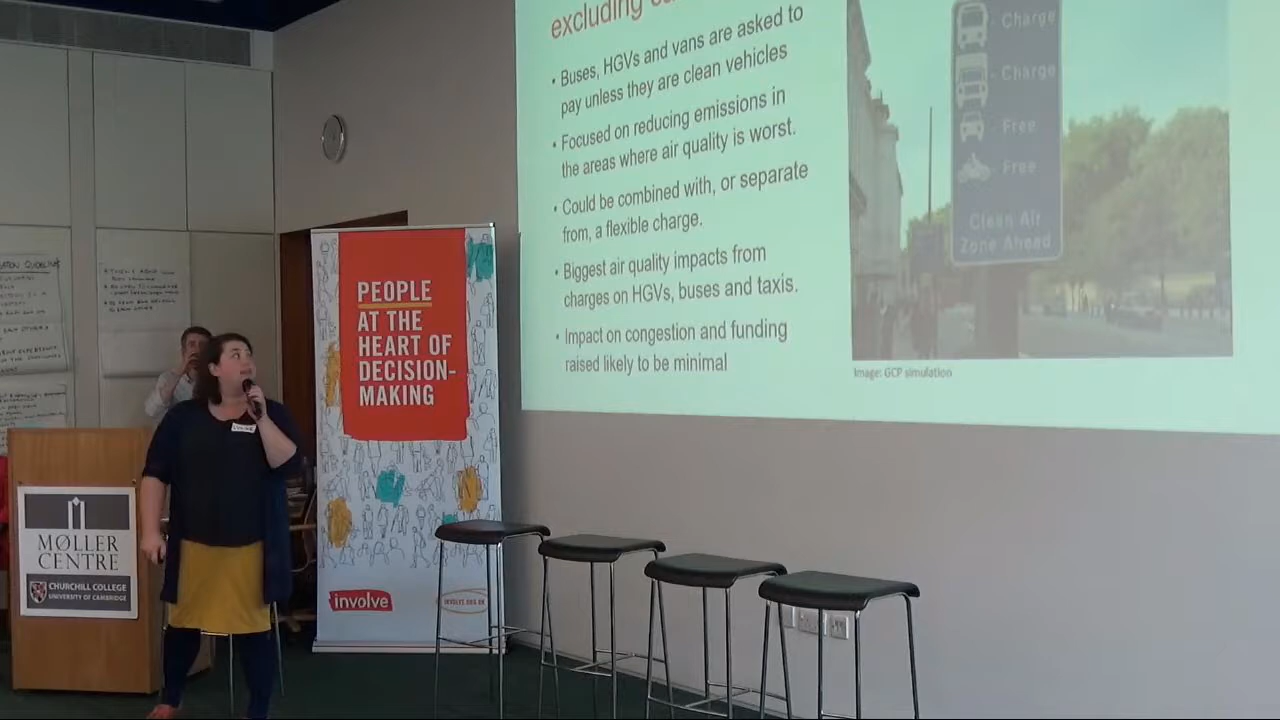 excluding
• Buses, HGVs and vans are asked to
pay unless they are clean vehicles
• Focused on reducing emissions in
the areas where air quality is worst.
• Could be combined with, or separate
from, a flexible charge.
• Biggest air quality impacts from
charges on HGVs, buses and taxis.
• Impact on congestion and funding
raised likely to be minimal
- Charge
- Charge
- Free
- Free
Clean Air
Zone Ahead
Image: GCP simulation
PEOPLE
AT THE
HEART OF
DECISION-
MAKING
involve
INVOLVE.ORG.UK
MØLLER
CENTRE
CHURCHILL COLLEGE
UNIVERSITY OF CAMBRIDGE